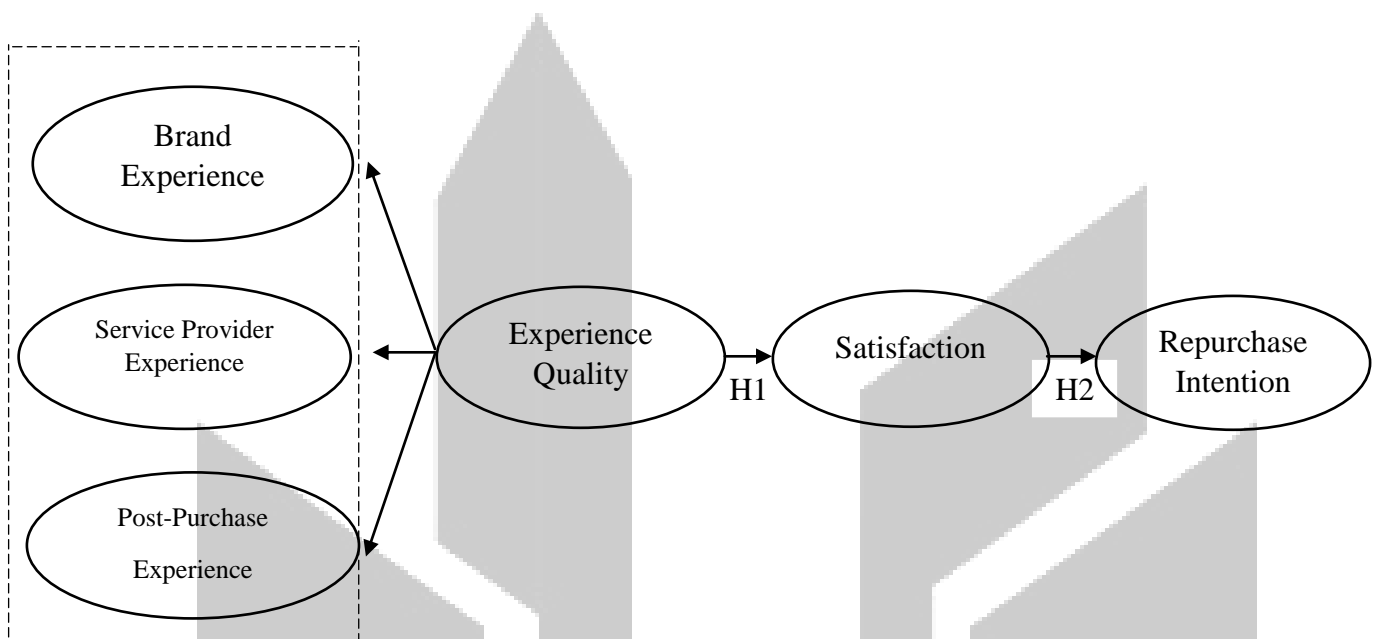 Brand
Experience
Service Provider
Experience
Post-Purchase
Experience
Experience
Quality
H1
Satisfaction
H2
Repurchase
Intention